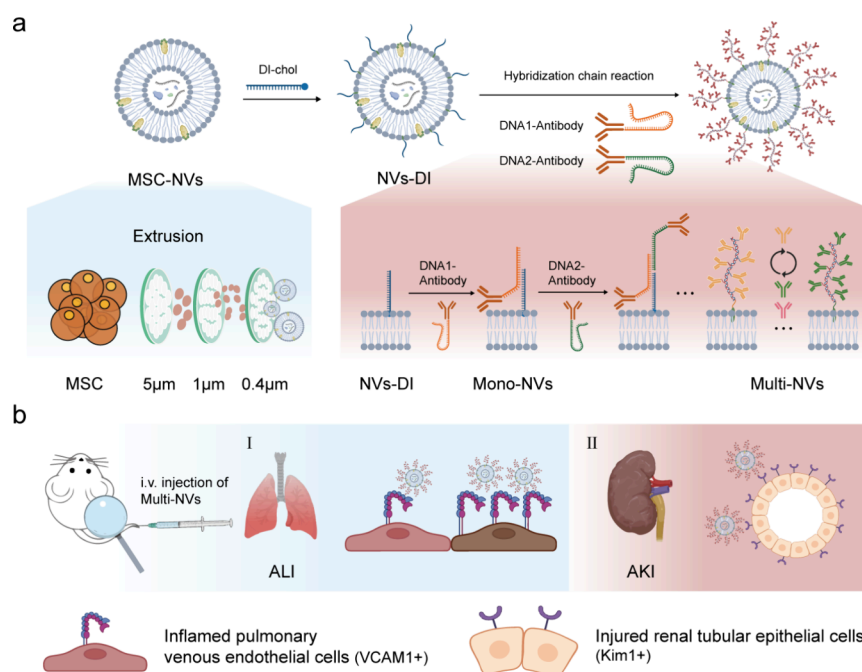 a
DI-chol
Hybridization chain reaction
DNA1-Antibody
DNA2-Antibody
MSC-NVs
NVs-DI
Extrusion
DNA1-
Antibody
DNA2-
Antibody
...
...
MSC
5μm
1μm
0.4μm
NVs-DI
Mono-NVs
Multi-NVs
b
i.v. injection of
Multi-NVs
I
ALI
II
AKI
Inflamed pulmonary
venous endothelial cells (VCAM1+)
Injured renal tubular epithelial cells
(Kim1+)